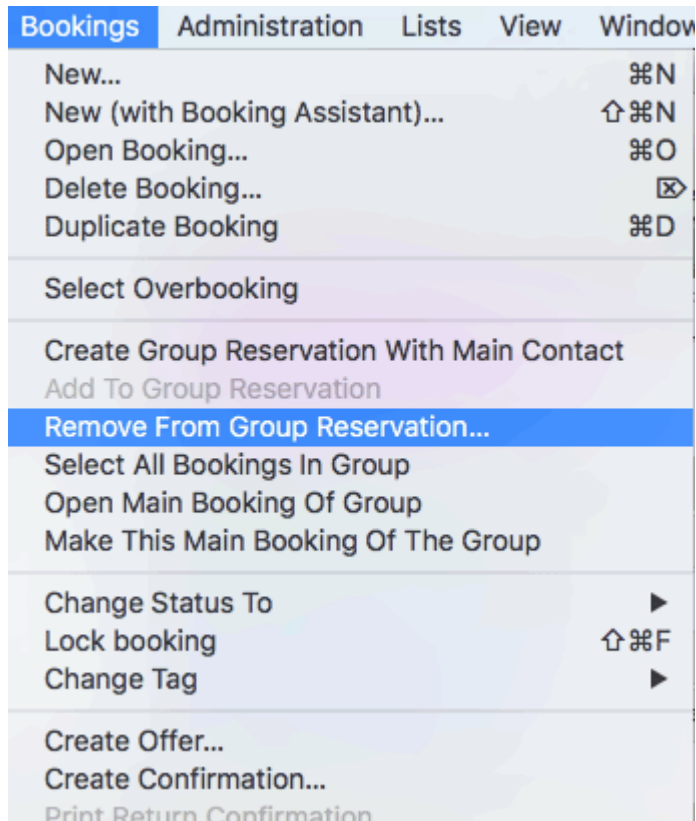 Bookings Administration Lists View Window
New... ⌘N
New (with Booking Assistant)... ⇧⌘N
Open Booking... ⌘O
Delete Booking... ⌦
Duplicate Booking ⌘D
Select Overbooking
Create Group Reservation With Main Contact
Add To Group Reservation
Remove From Group Reservation...
Select All Bookings In Group
Open Main Booking Of Group
Make This Main Booking Of The Group
Change Status To ▶
Lock booking ⇧⌘F
Change Tag ▶
Create Offer...
Create Confirmation...
Print Return Confirmation